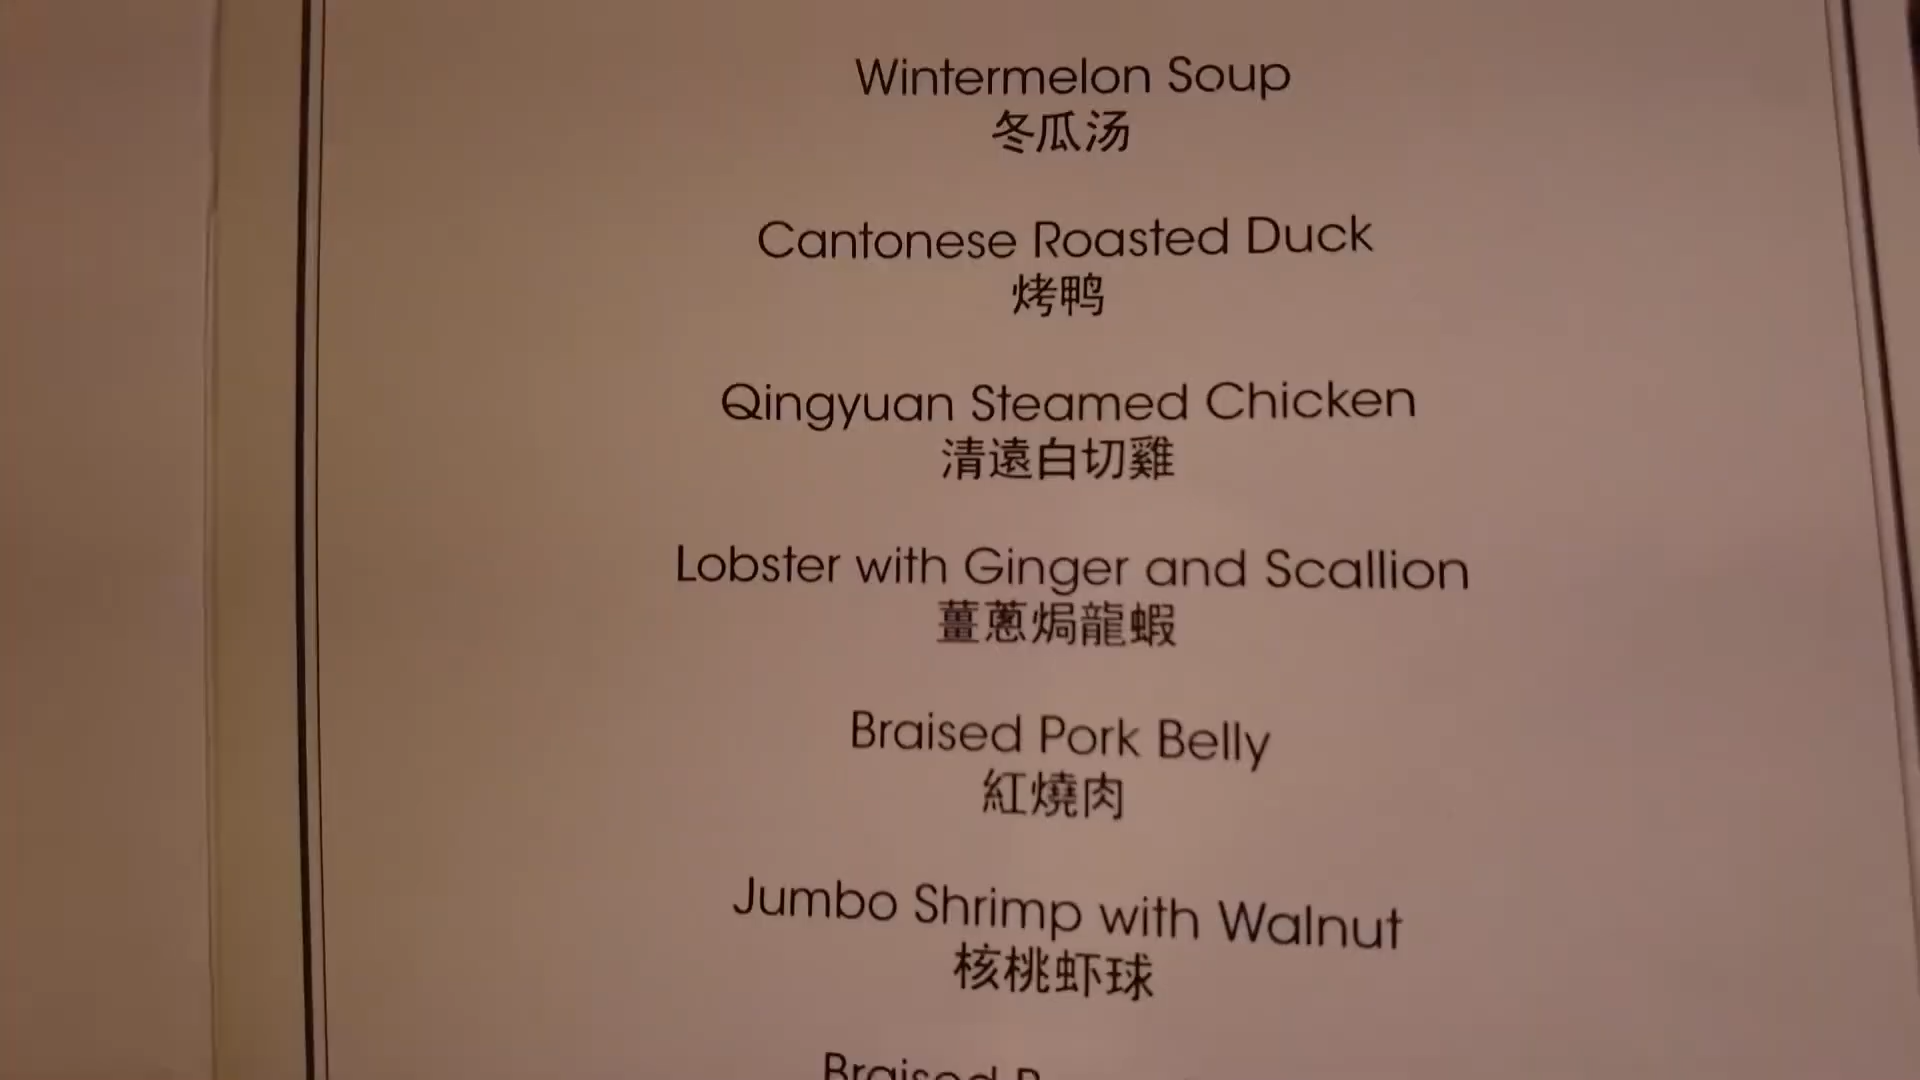 Wintermelon Soup
冬瓜汤
Cantonese Roasted Duck
烤鸭
Qingyuan Steamed Chicken
清遠白切雞
Lobster with Ginger and Scallion
薑蔥焗龍蝦
Braised Pork Belly
紅燒肉
Jumbo Shrimp with Walnut
核桃虾球
Braised